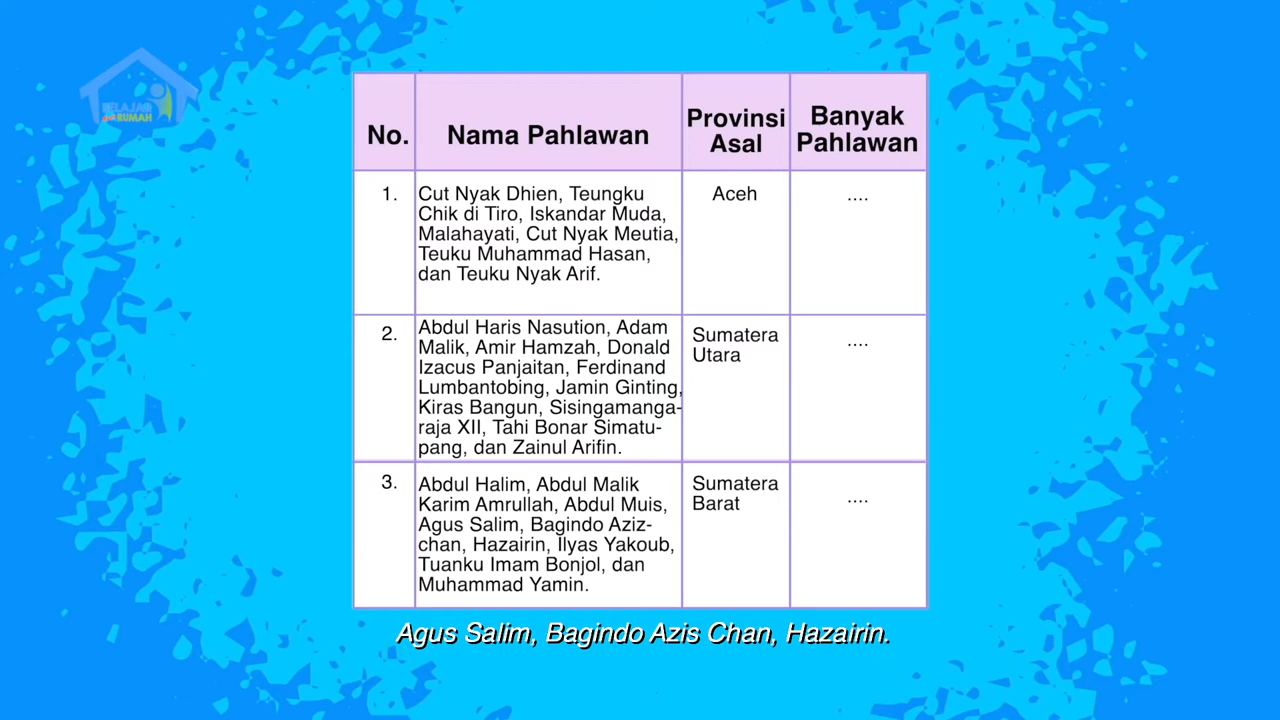 BELAJAR
dari RUMAH
No.
Nama Pahlawan
Provinsi
Asal
Banyak
Pahlawan
1.
Cut Nyak Dhien, Teungku
Chik di Tiro, Iskandar Muda,
Malahayati, Cut Nyak Meutia,
Teuku Muhammad Hasan,
dan Teuku Nyak Arif.
Aceh
....
2.
Abdul Haris Nasution, Adam
Malik, Amir Hamzah, Donald
Izacus Panjaitan, Ferdinand
Lumbantobing, Jamin Ginting,
Kiras Bangun, Sisingamanga-
raja XII, Tahi Bonar Simatu-
pang, dan Zainul Arifin.
Sumatera
Utara
....
3.
Abdul Halim, Abdul Malik
Karim Amrullah, Abdul Muis,
Agus Salim, Bagindo Aziz-
chan, Hazairin, Ilyas Yakoub,
Tuanku Imam Bonjol, dan
Muhammad Yamin.
Sumatera
Barat
....
Agus Salim, Bagindo Azis Chan, Hazairin.